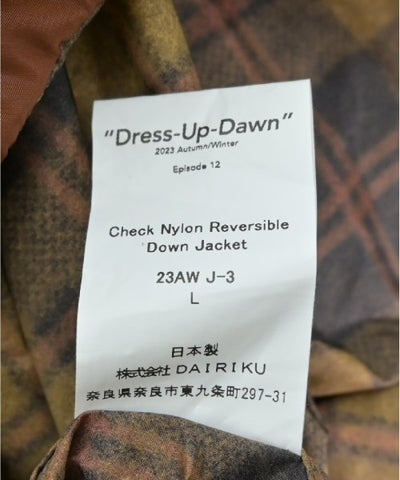 "Dress-Up-Dawn"
2023 Autumn/Winter
Episode 12
Check Nylon Reversible
Down Jacket
23AW J-3
L
日本製
株式会社 DAIRIKU
奈良県奈良市東九条町297-31